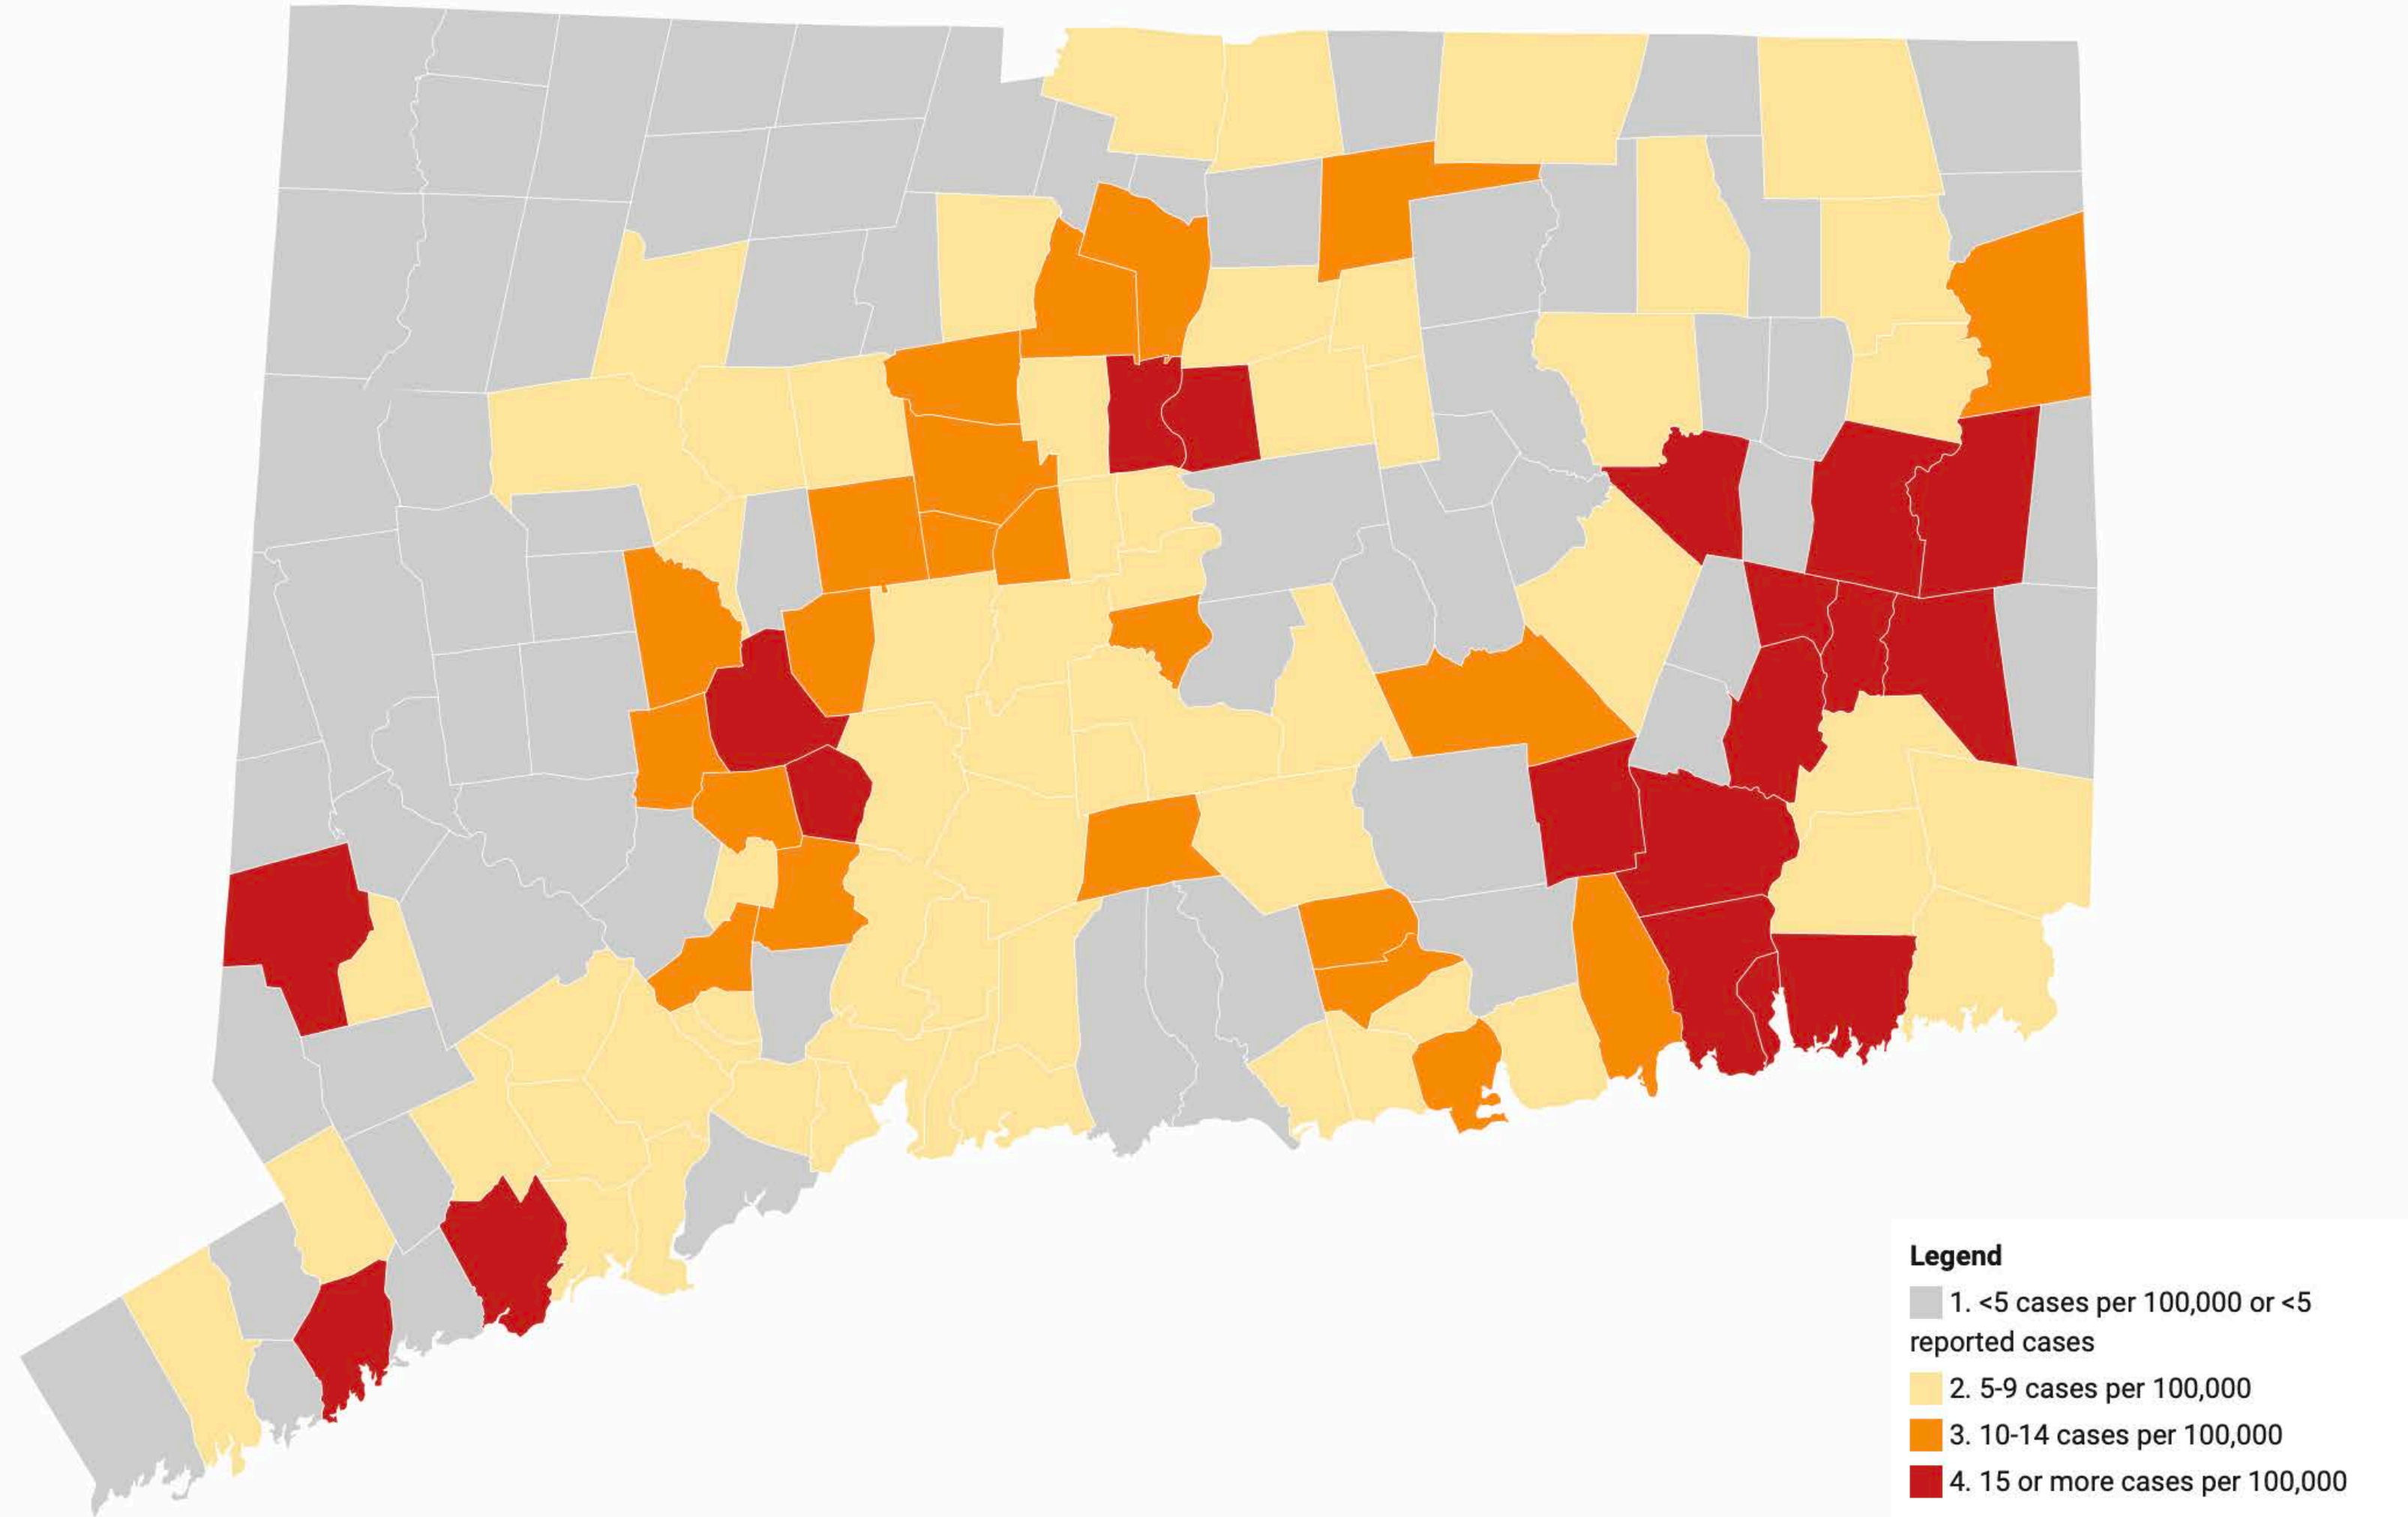 Legend
1. <5 cases per 100,000 or <5
reported cases
2. 5-9 cases per 100,000
3. 10-14 cases per 100,000
4. 15 or more cases per 100,000